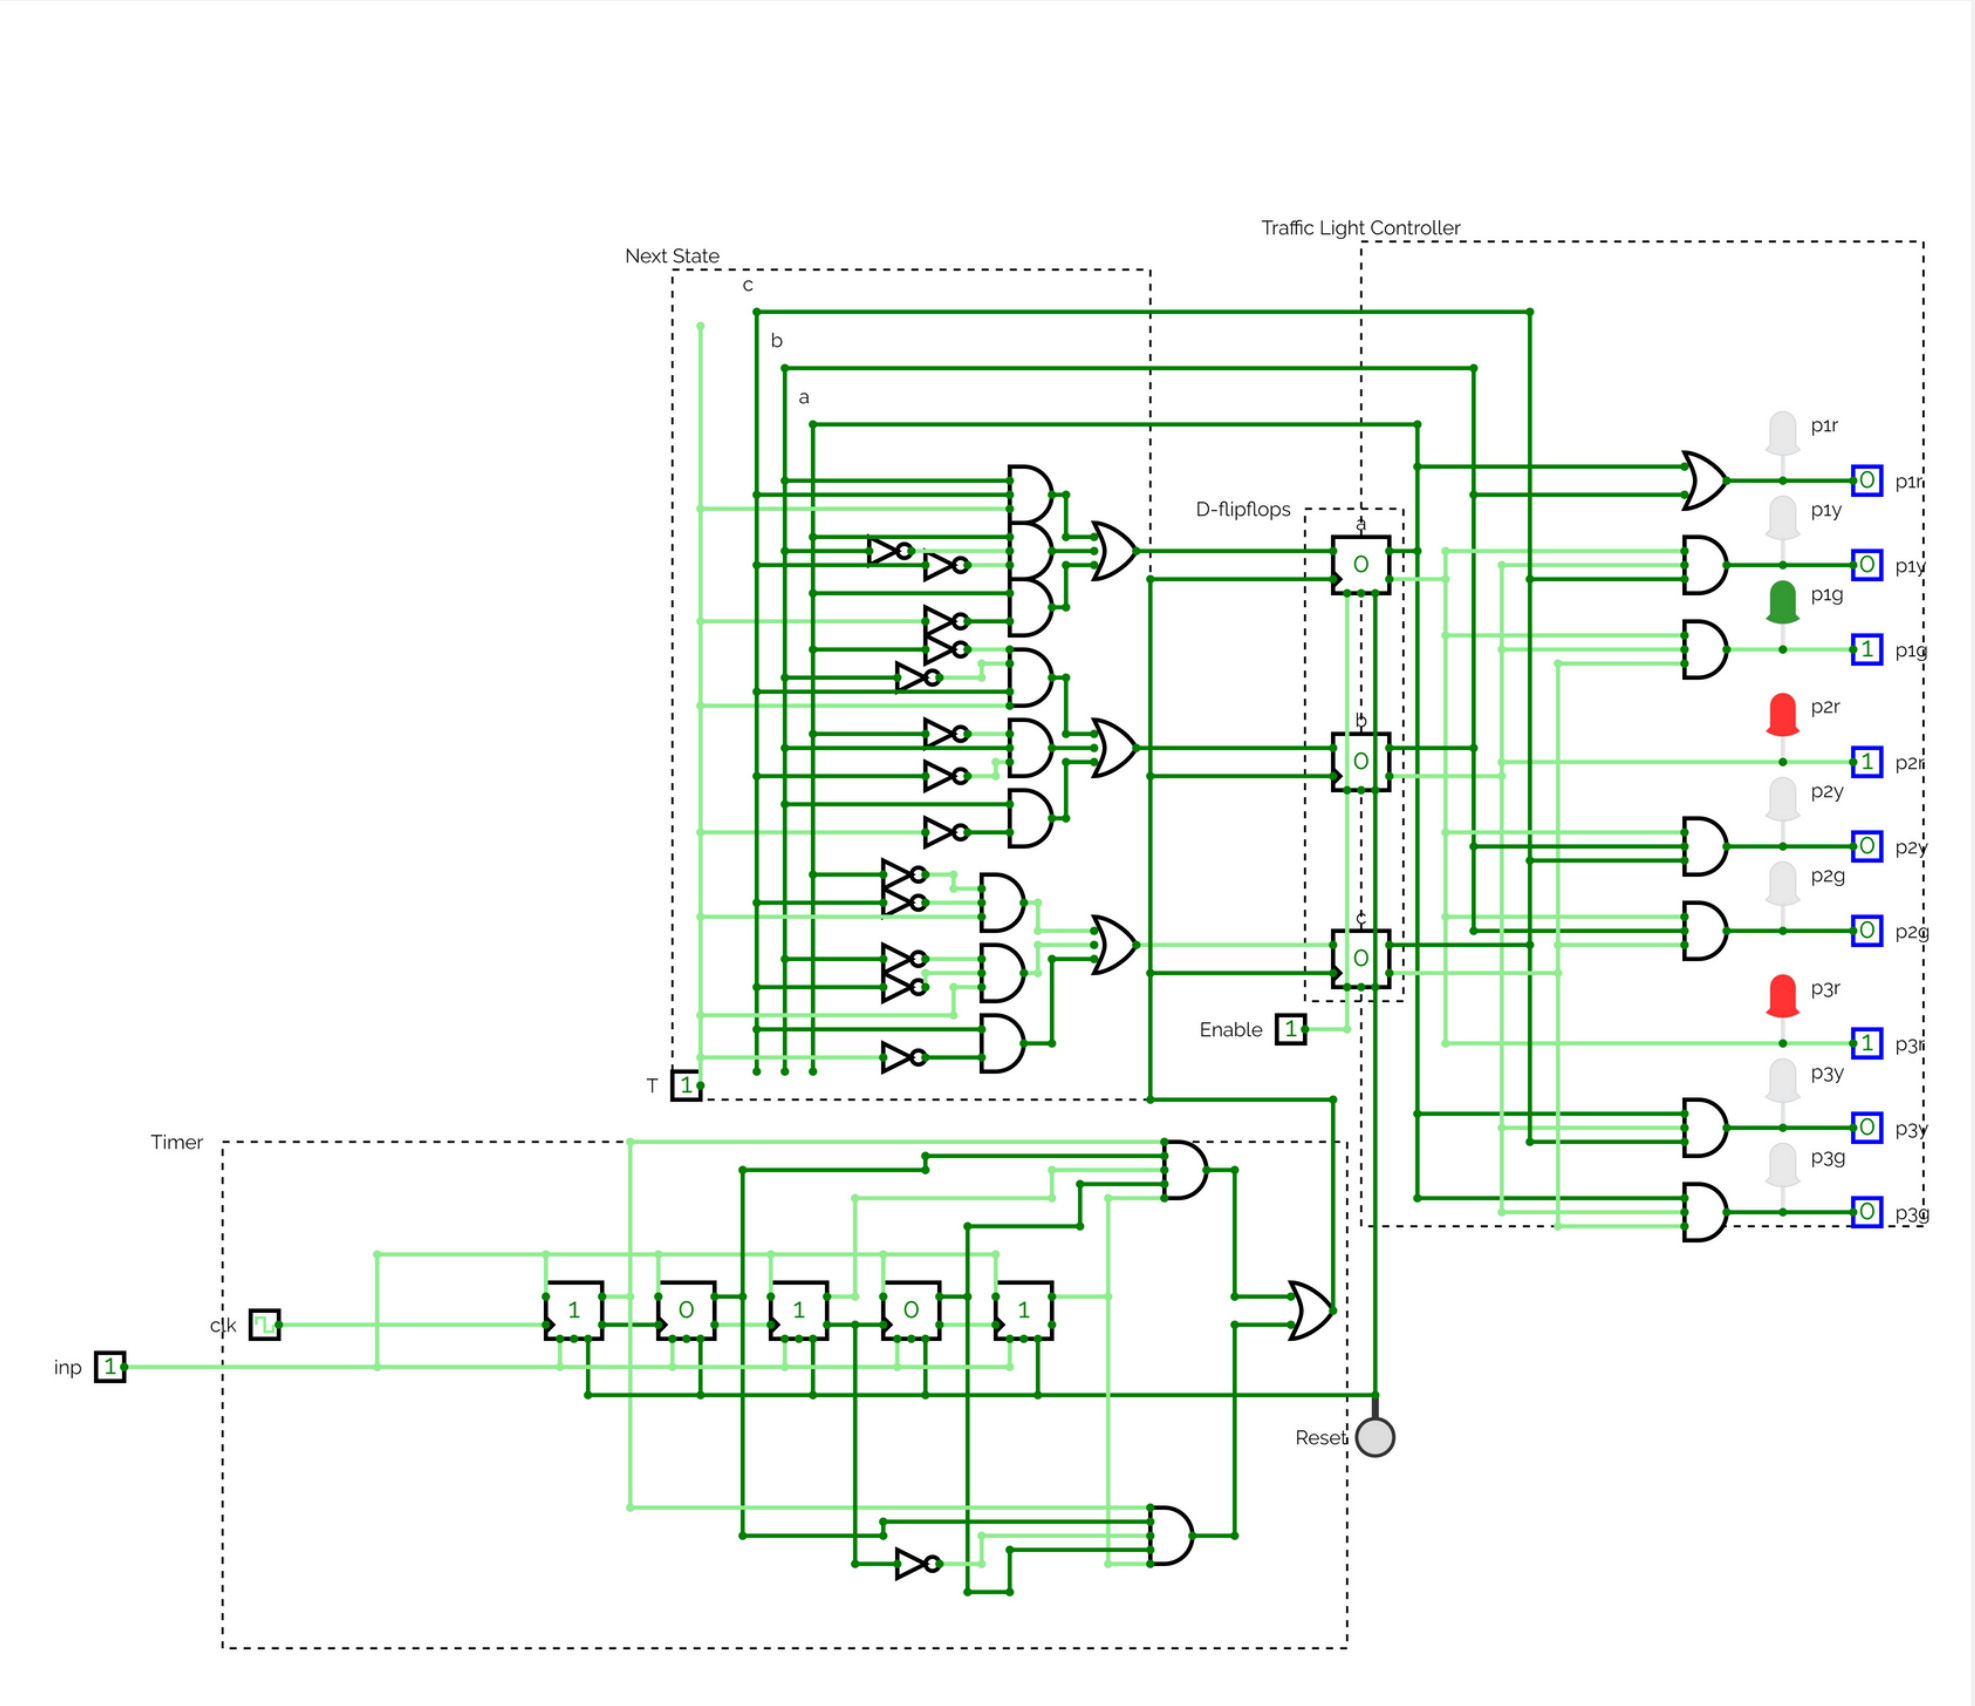 Traffic Light Controller
Next State
c
b
a
p1r
0 p1r
D-flipflops
p1y
a
0
0 p1y
p1g
1 p1g
p2r
b
0
1 p2r
p2y
0 p2y
p2g
c
0
0 p2g
p3r
Enable 1
1 p3r
T 1
p3y
0 p3y
Timer
p3g
0 p3g
clk
1 0 1 0 1
inp 1
Reset